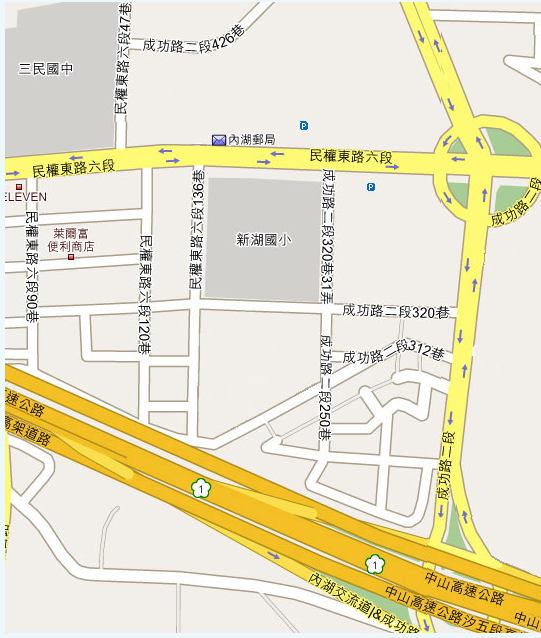 民權東路六段47巷
成功路二段426巷
三民國中
內湖郵局
P
民權東路六段
民權東路六段
P
ELEVEN
成功路二段
萊爾富
便利商店
民權東路六段90巷
民權東路六段120巷
民權東路六段136巷
新湖國小
成功路二段320巷31弄
成功路二段320巷
成功路二段312巷
成功路二段250巷
高速公路
高架道路
成功路二段
1
1
中山高速公路
中山高速公路汐五段高
中山
內湖交流道&成功路